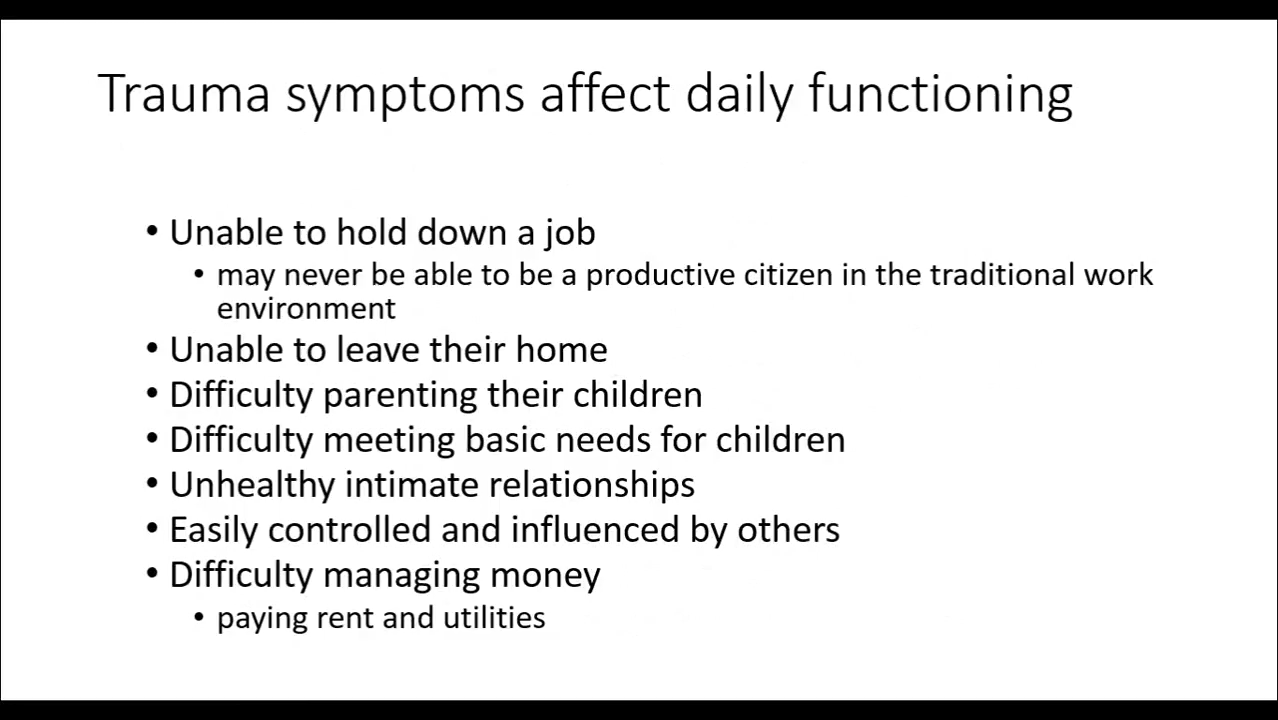 Trauma symptoms affect daily functioning
• Unable to hold down a job
• may never be able to be a productive citizen in the traditional work
environment
• Unable to leave their home
• Difficulty parenting their children
• Difficulty meeting basic needs for children
• Unhealthy intimate relationships
• Easily controlled and influenced by others
• Difficulty managing money
• paying rent and utilities